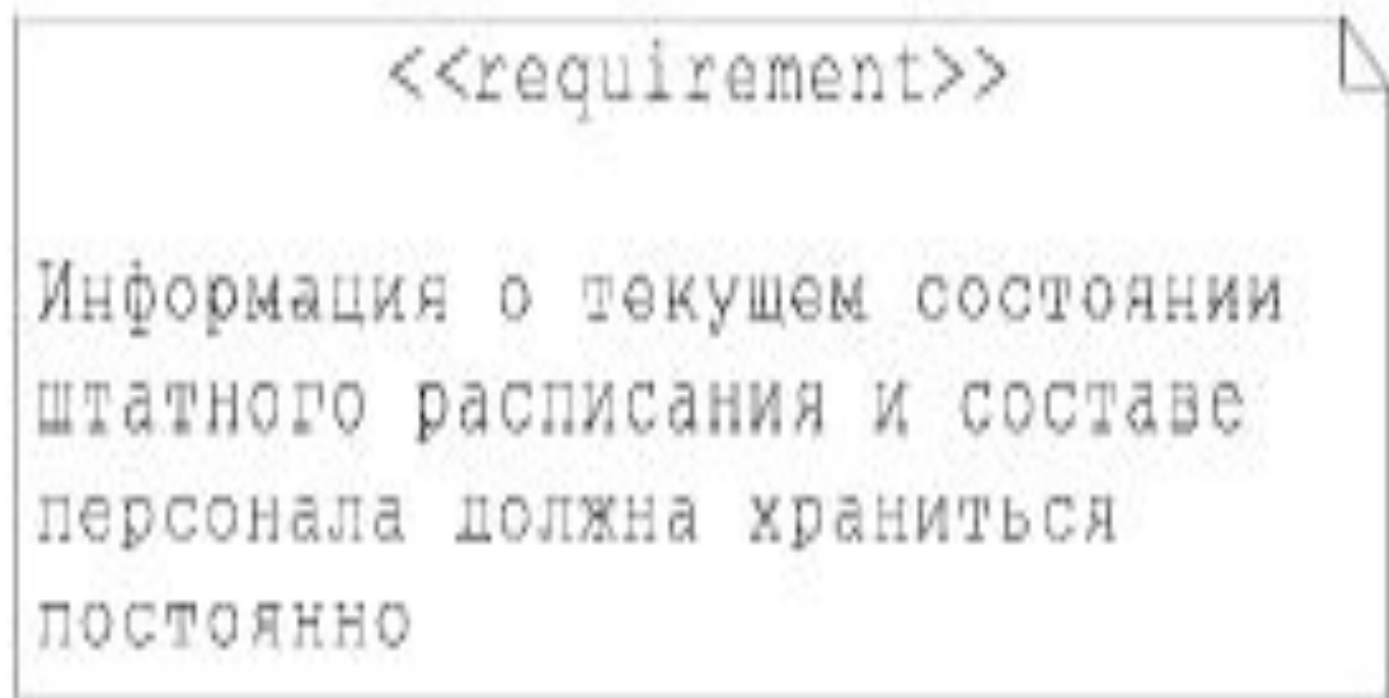 <<requirement>>
Информация о текущем состоянии
штатного расписания и составе
персонала должна храниться
постоянно